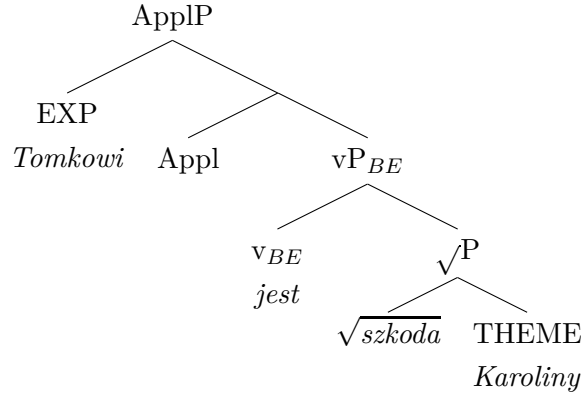 ApplP
EXP
Tomkowi
Appl
vP_BE
v_BE
jest
√P
√szkoda
THEME
Karoliny